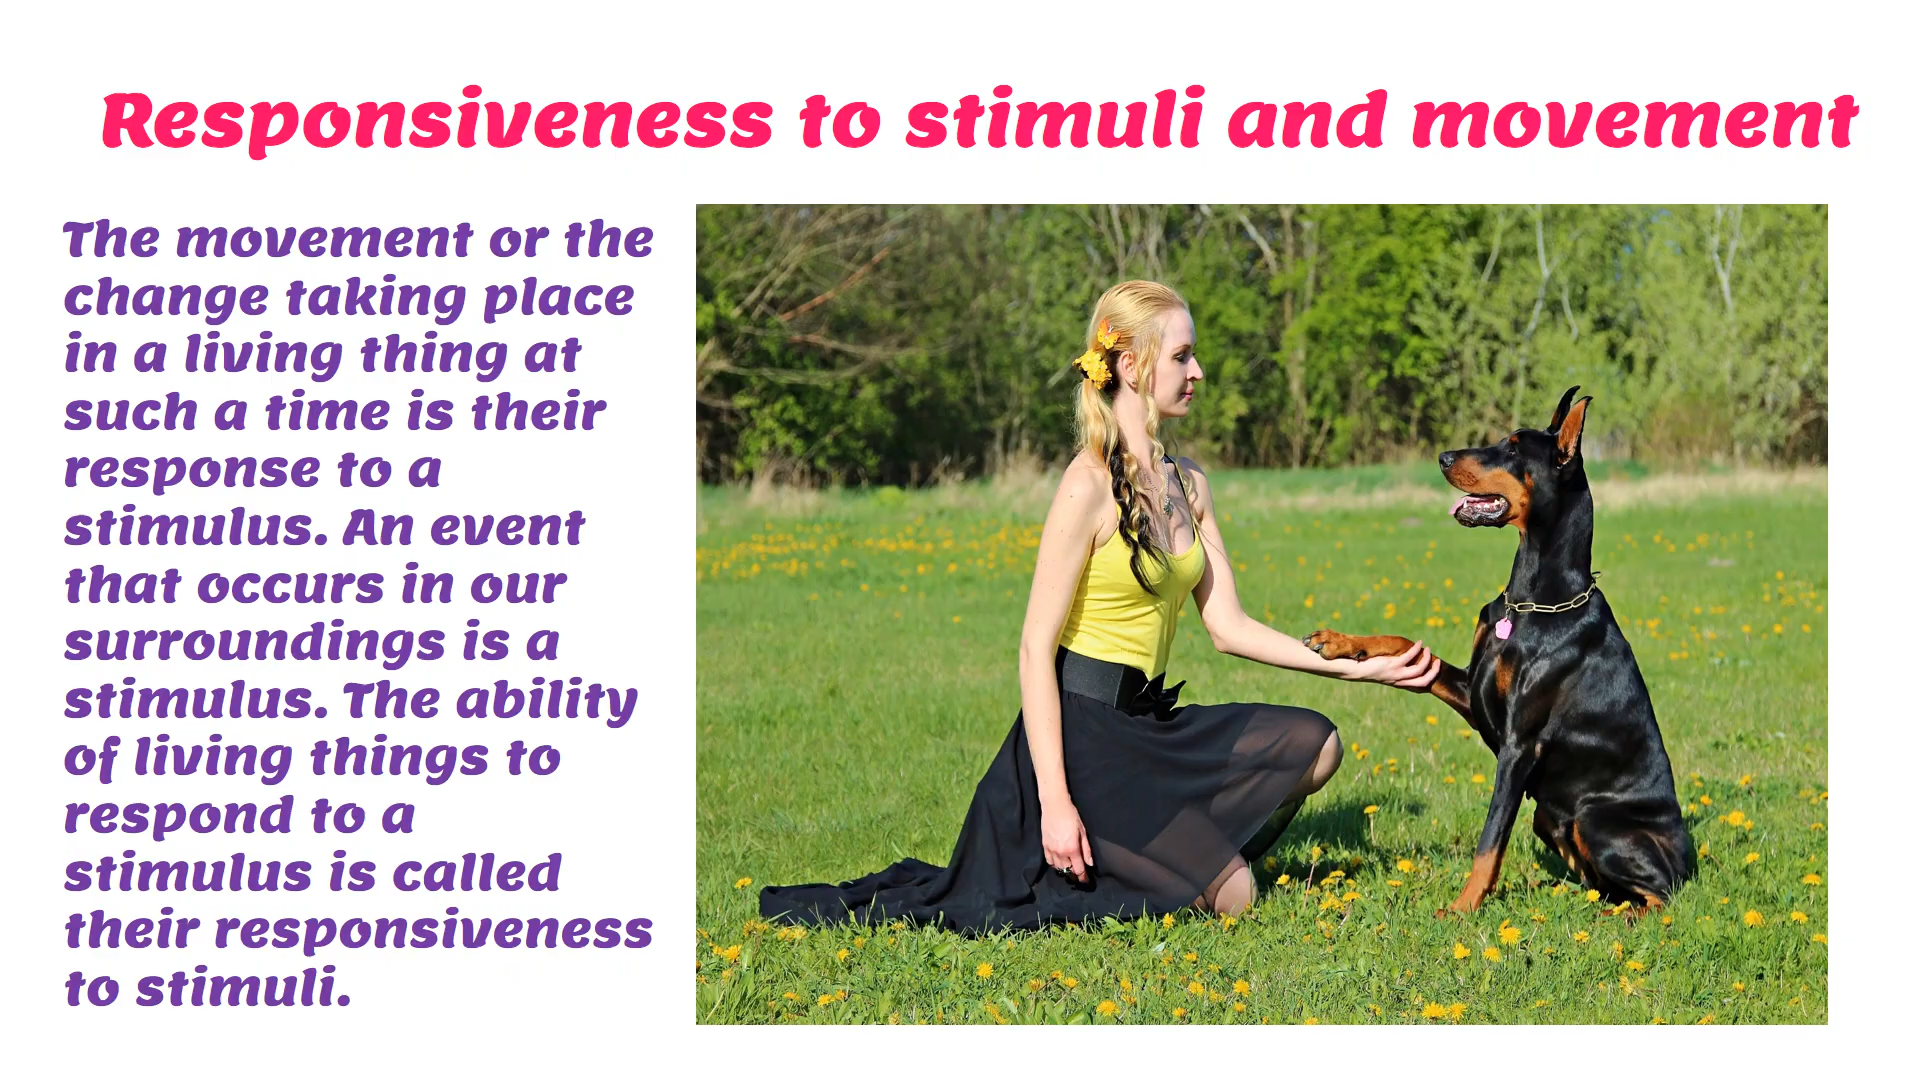 Responsiveness to stimuli and movement
The movement or the
change taking place
in a living thing at
such a time is their
response to a
stimulus. An event
that occurs in our
surroundings is a
stimulus. The ability
of living things to
respond to a
stimulus is called
their responsiveness
to stimuli.